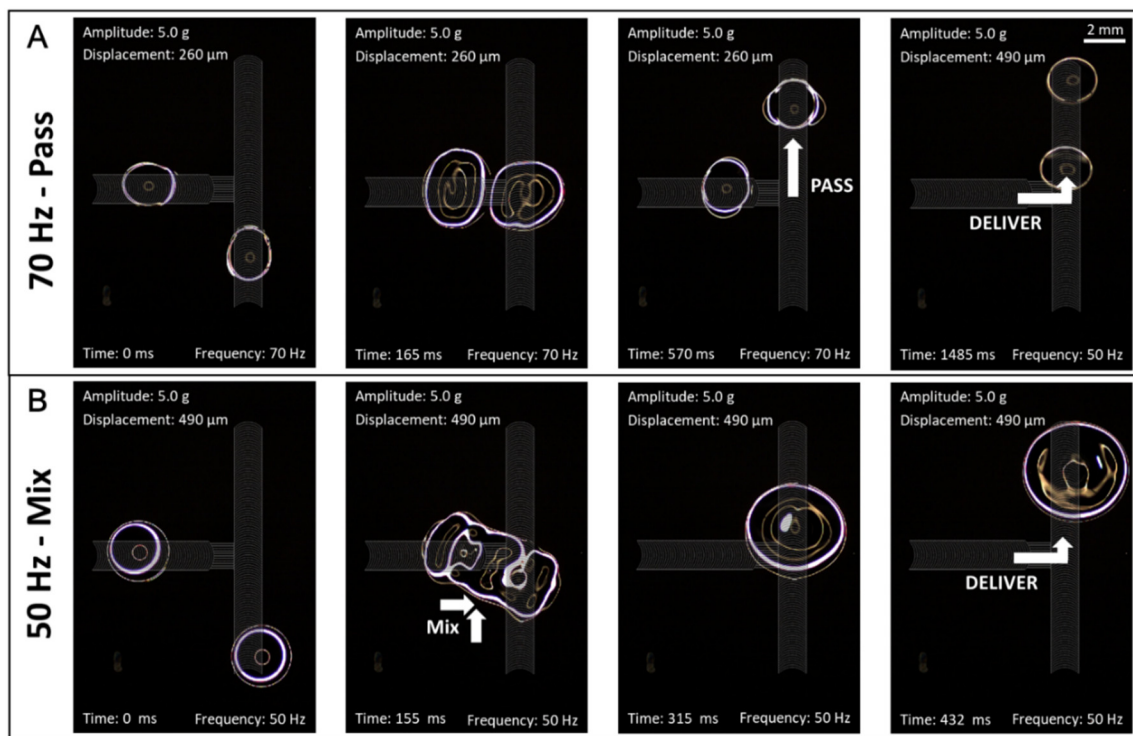 A
70 Hz - Pass
Amplitude: 5.0 g
Displacement: 260 µm
Time: 0 ms Frequency: 70 Hz
Amplitude: 5.0 g
260 µm
Time: 165 ms Frequency: 70 Hz
Amplitude: 5.0 g
Displacement: 260 µm
PASS
Time: 570 ms Frequency: 70 Hz
Amplitude: 5.0 g
2 mm
Displacement: 490 µm
DELIVER
Time: 1485 ms Frequency: 50 Hz
B
50 Hz - Mix
Amplitude: 5.0 g
Displacement: 490 µm
Time: 0 ms Frequency: 50 Hz
Amplitude: 5.0 g
Displacement: 490 µm
Mix
Time: 155 ms Frequency: 50 Hz
Amplitude: 5.0 g
Displacement: 490 µm
Time: 315 ms Frequency: 50 Hz
Amplitude: 5.0 g
Displacement: 490 µm
DELIVER
Time: 432 ms Frequency: 50 Hz